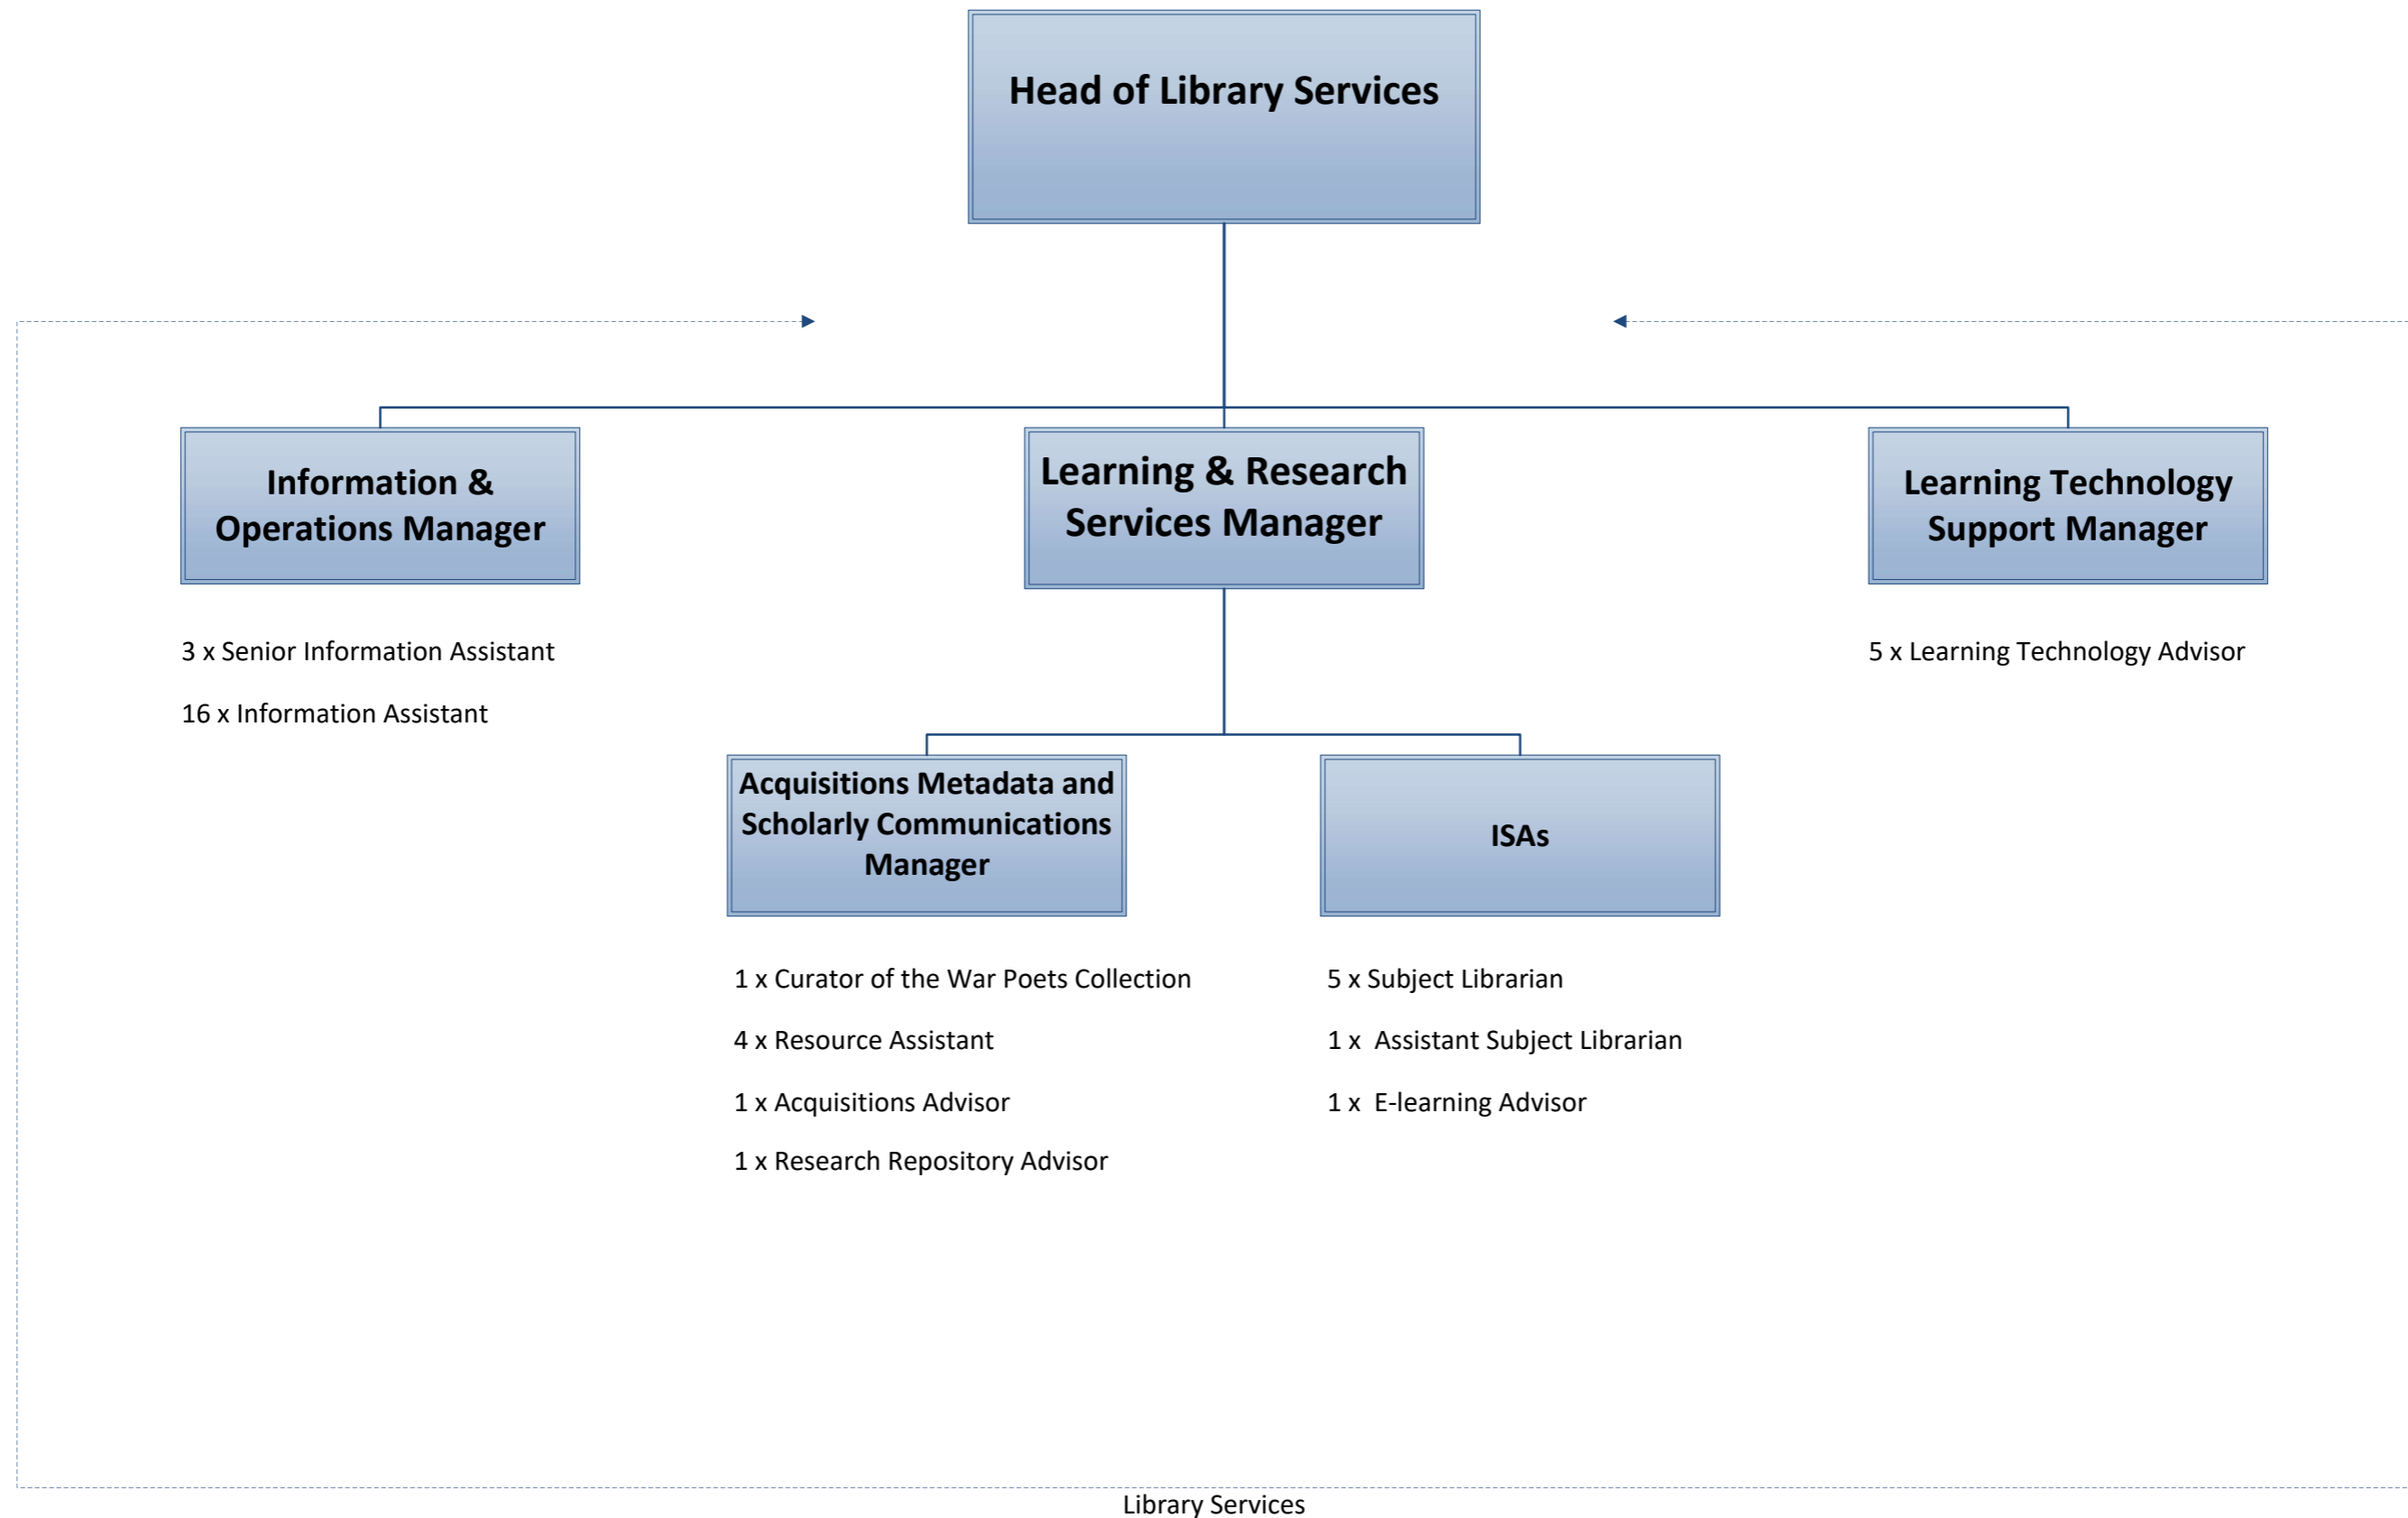 Head of Library Services
Information &
Operations Manager
Learning & Research
Services Manager
Learning Technology
Support Manager
3 x Senior Information Assistant
16 x Information Assistant
5 x Learning Technology Advisor
Acquisitions Metadata and
Scholarly Communications
Manager
ISAs
1 x Curator of the War Poets Collection
4 x Resource Assistant
1 x Acquisitions Advisor
1 x Research Repository Advisor
5 x Subject Librarian
1 x  Assistant Subject Librarian
1 x  E-learning Advisor
Library Services